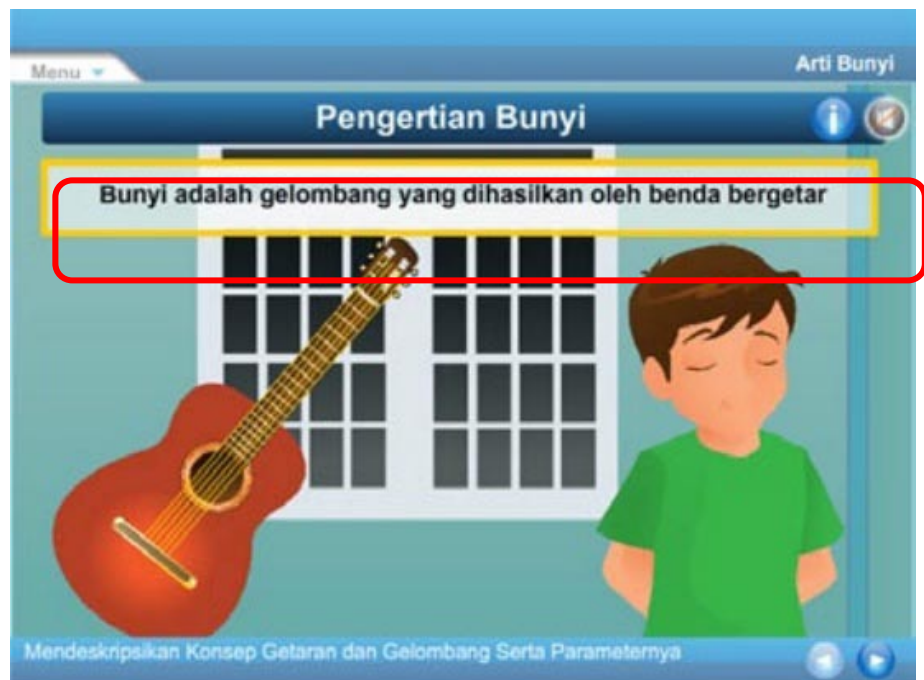 Menu
Arti Bunyi
Pengertian Bunyi
Bunyi adalah gelombang yang dihasilkan oleh benda bergetar
Mendeskripsikan Konsep Getaran dan Gelombang Serta Parameternya